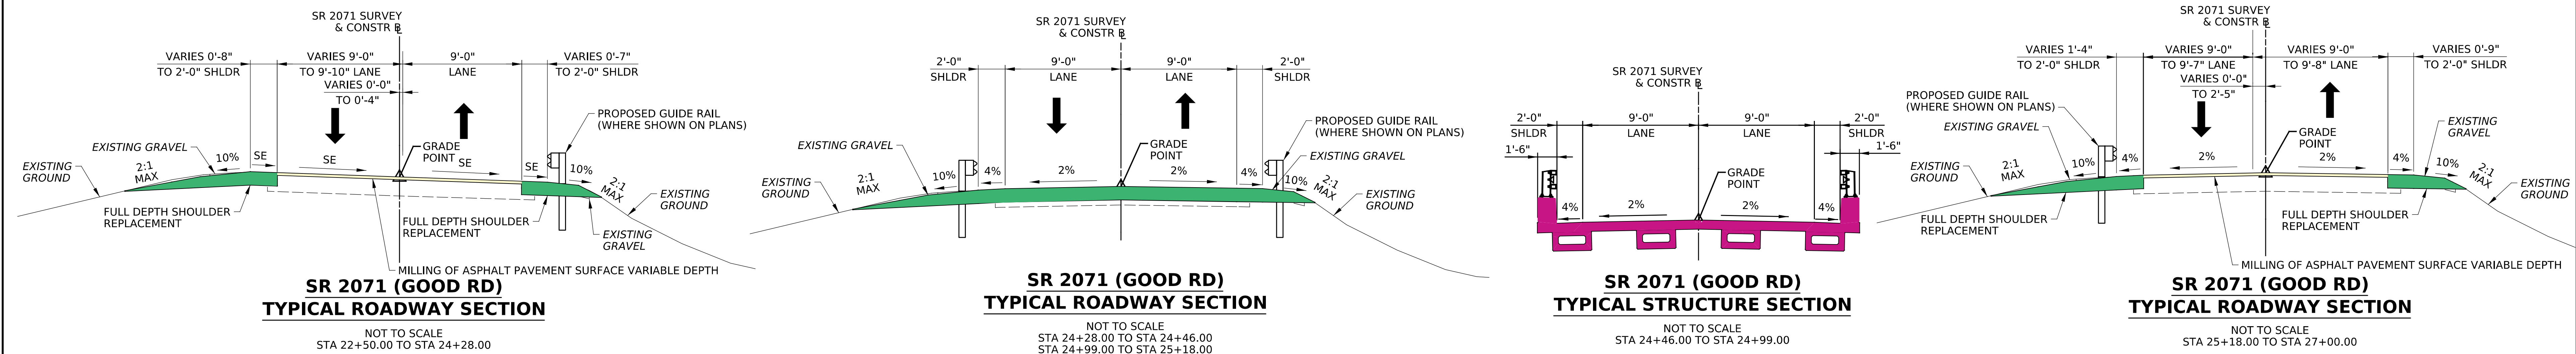 SR 2071 SURVEY
& CONSTR BL
VARIES 0'-8"
TO 2'-0" SHLDR
VARIES 9'-0"
TO 9'-10" LANE
9'-0"
LANE
VARIES 0'-7"
TO 2'-0" SHLDR
VARIES 0'-0"
TO 0'-4"
PROPOSED GUIDE RAIL
(WHERE SHOWN ON PLANS)
EXISTING GRAVEL
GRADE
POINT
EXISTING
GROUND
2:1
MAX
10%
SE
SE
SE
SE
10%
2:1
MAX
EXISTING
GROUND
FULL DEPTH SHOULDER
REPLACEMENT
FULL DEPTH SHOULDER
REPLACEMENT
EXISTING
GRAVEL
MILLING OF ASPHALT PAVEMENT SURFACE VARIABLE DEPTH
SR 2071 (GOOD RD)
TYPICAL ROADWAY SECTION
NOT TO SCALE
STA 22+50.00 TO STA 24+28.00
SR 2071 SURVEY
& CONSTR BL
2'-0"
SHLDR
9'-0"
LANE
9'-0"
LANE
2'-0"
SHLDR
PROPOSED GUIDE RAIL
(WHERE SHOWN ON PLANS)
EXISTING GRAVEL
GRADE
POINT
EXISTING GRAVEL
EXISTING
GROUND
2:1
MAX
10%
4%
2%
2%
4%
10%
2:1
MAX
EXISTING
GROUND
SR 2071 (GOOD RD)
TYPICAL ROADWAY SECTION
NOT TO SCALE
STA 24+28.00 TO STA 24+46.00
STA 24+99.00 TO STA 25+18.00
SR 2071 SURVEY
& CONSTR BL
2'-0"
SHLDR
9'-0"
LANE
9'-0"
LANE
2'-0"
SHLDR
1'-6"
1'-6"
GRADE
POINT
4%
2%
2%
4%
SR 2071 (GOOD RD)
TYPICAL STRUCTURE SECTION
NOT TO SCALE
STA 24+46.00 TO STA 24+99.00
SR 2071 SURVEY
& CONSTR BL
VARIES 1'-4"
TO 2'-0" SHLDR
VARIES 9'-0"
TO 9'-7" LANE
VARIES 9'-0"
TO 9'-8" LANE
VARIES 0'-9"
TO 2'-0" SHLDR
VARIES 0'-0"
TO 2'-5"
PROPOSED GUIDE RAIL
(WHERE SHOWN ON PLANS)
EXISTING GRAVEL
GRADE
POINT
EXISTING
GRAVEL
EXISTING
GROUND
2:1
MAX
10%
4%
2%
2%
4%
10%
2:1
MAX
EXISTING
GROUND
FULL DEPTH SHOULDER
REPLACEMENT
FULL DEPTH SHOULDER
REPLACEMENT
MILLING OF ASPHALT PAVEMENT SURFACE VARIABLE DEPTH
SR 2071 (GOOD RD)
TYPICAL ROADWAY SECTION
NOT TO SCALE
STA 25+18.00 TO STA 27+00.00